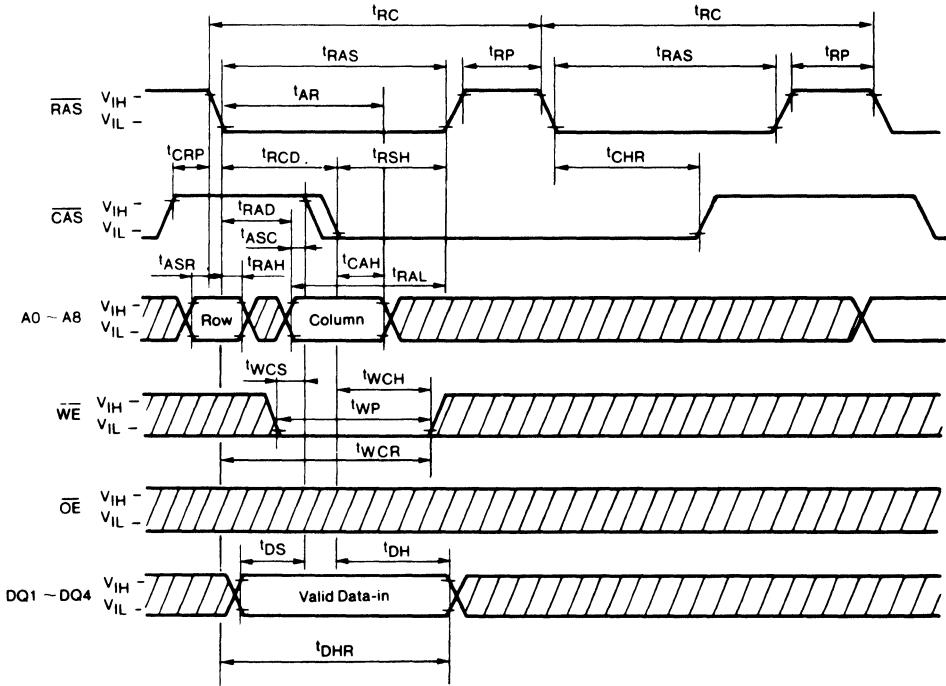 tRC tRC
tRAS tRP tRAS tRP
tAR
RAS VIH VIL
tCRP tRCD tRSH tCHR
CAS VIH VIL
tRAD
tASC
tASR tRAH tCAH tRAL
A0 ~ A8 VIH VIL Row Column
tWCS tWCH
WE VIH VIL tWP
tWCR
OE VIH VIL
tDS tDH
DQ1 ~ DQ4 VIH VIL Valid Data-in
tDHR